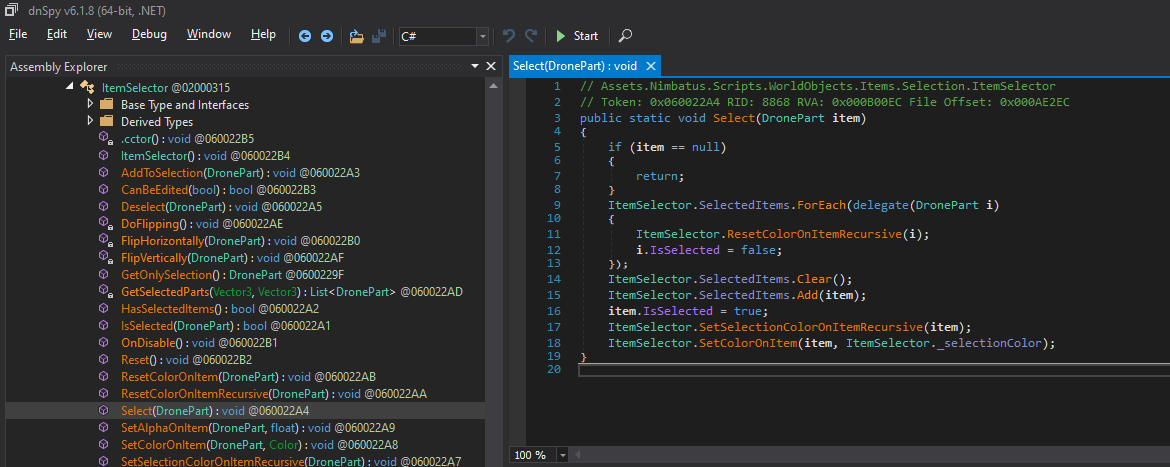 dnSpy v6.1.8 (64-bit, .NET)
File Edit View Debug Window Help C# Start
Assembly Explorer
ItemSelector @02000315
Base Type and Interfaces
Derived Types
.cctor() : void @060022B5
ItemSelector() : void @060022B4
AddToSelection(DronePart) : void @060022A3
CanBeEdited(bool) : bool @060022B3
Deselect(DronePart) : void @060022A5
DoFlipping() : void @060022AE
FlipHorizontally(DronePart) : void @060022B0
FlipVertically(DronePart) : void @060022AF
GetOnlySelection() : DronePart @0600229F
GetSelectedParts(Vector3, Vector3) : List<DronePart> @060022AD
HasSelectedItems() : bool @060022A2
IsSelected(DronePart) : bool @060022A1
OnDisable() : void @060022B1
Reset() : void @060022B2
ResetColorOnItem(DronePart) : void @060022AB
ResetColorOnItemRecursive(DronePart) : void @060022AA
Select(DronePart) : void @060022A4
SetAlphaOnItem(DronePart, float) : void @060022A9
SetColorOnItem(DronePart, Color) : void @060022A8
SetSelectionColorOnItemRecursive(DronePart) : void @060022A7
Select(DronePart) : void
1 // Assets.Nimbatus.Scripts.WorldObjects.Items.Selection.ItemSelector
2 // Token: 0x060022A4 RID: 8868 RVA: 0x000B00EC File Offset: 0x000AE2EC
3 public static void Select(DronePart item)
4 {
5 if (item == null)
6 {
7 return;
8 }
9 ItemSelector.SelectedItems.ForEach(delegate(DronePart i)
10 {
11 ItemSelector.ResetColorOnItemRecursive(i);
12 i.IsSelected = false;
13 });
14 ItemSelector.SelectedItems.Clear();
15 ItemSelector.SelectedItems.Add(item);
16 item.IsSelected = true;
17 ItemSelector.SetSelectionColorOnItemRecursive(item);
18 ItemSelector.SetColorOnItem(item, ItemSelector._selectionColor);
19 }
20
100 %